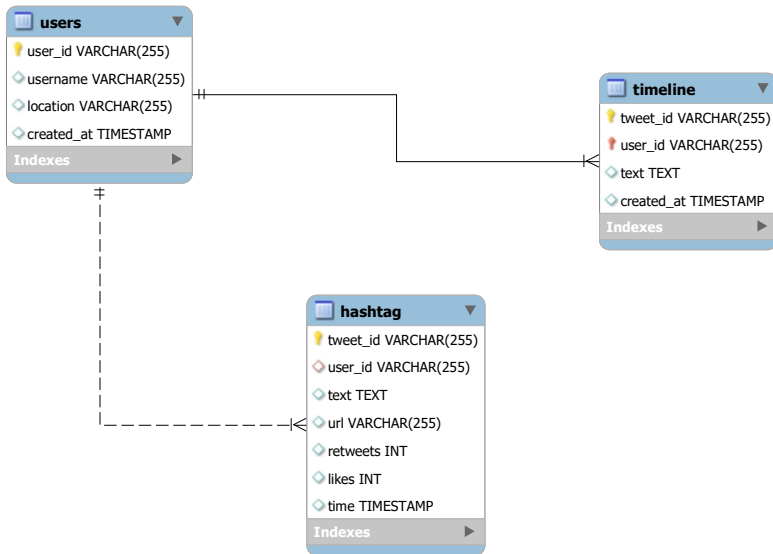 users
user_id VARCHAR(255)
username VARCHAR(255)
location VARCHAR(255)
created_at TIMESTAMP
Indexes
timeline
tweet_id VARCHAR(255)
user_id VARCHAR(255)
text TEXT
created_at TIMESTAMP
Indexes
hashtag
tweet_id VARCHAR(255)
user_id VARCHAR(255)
text TEXT
url VARCHAR(255)
retweets INT
likes INT
time TIMESTAMP
Indexes